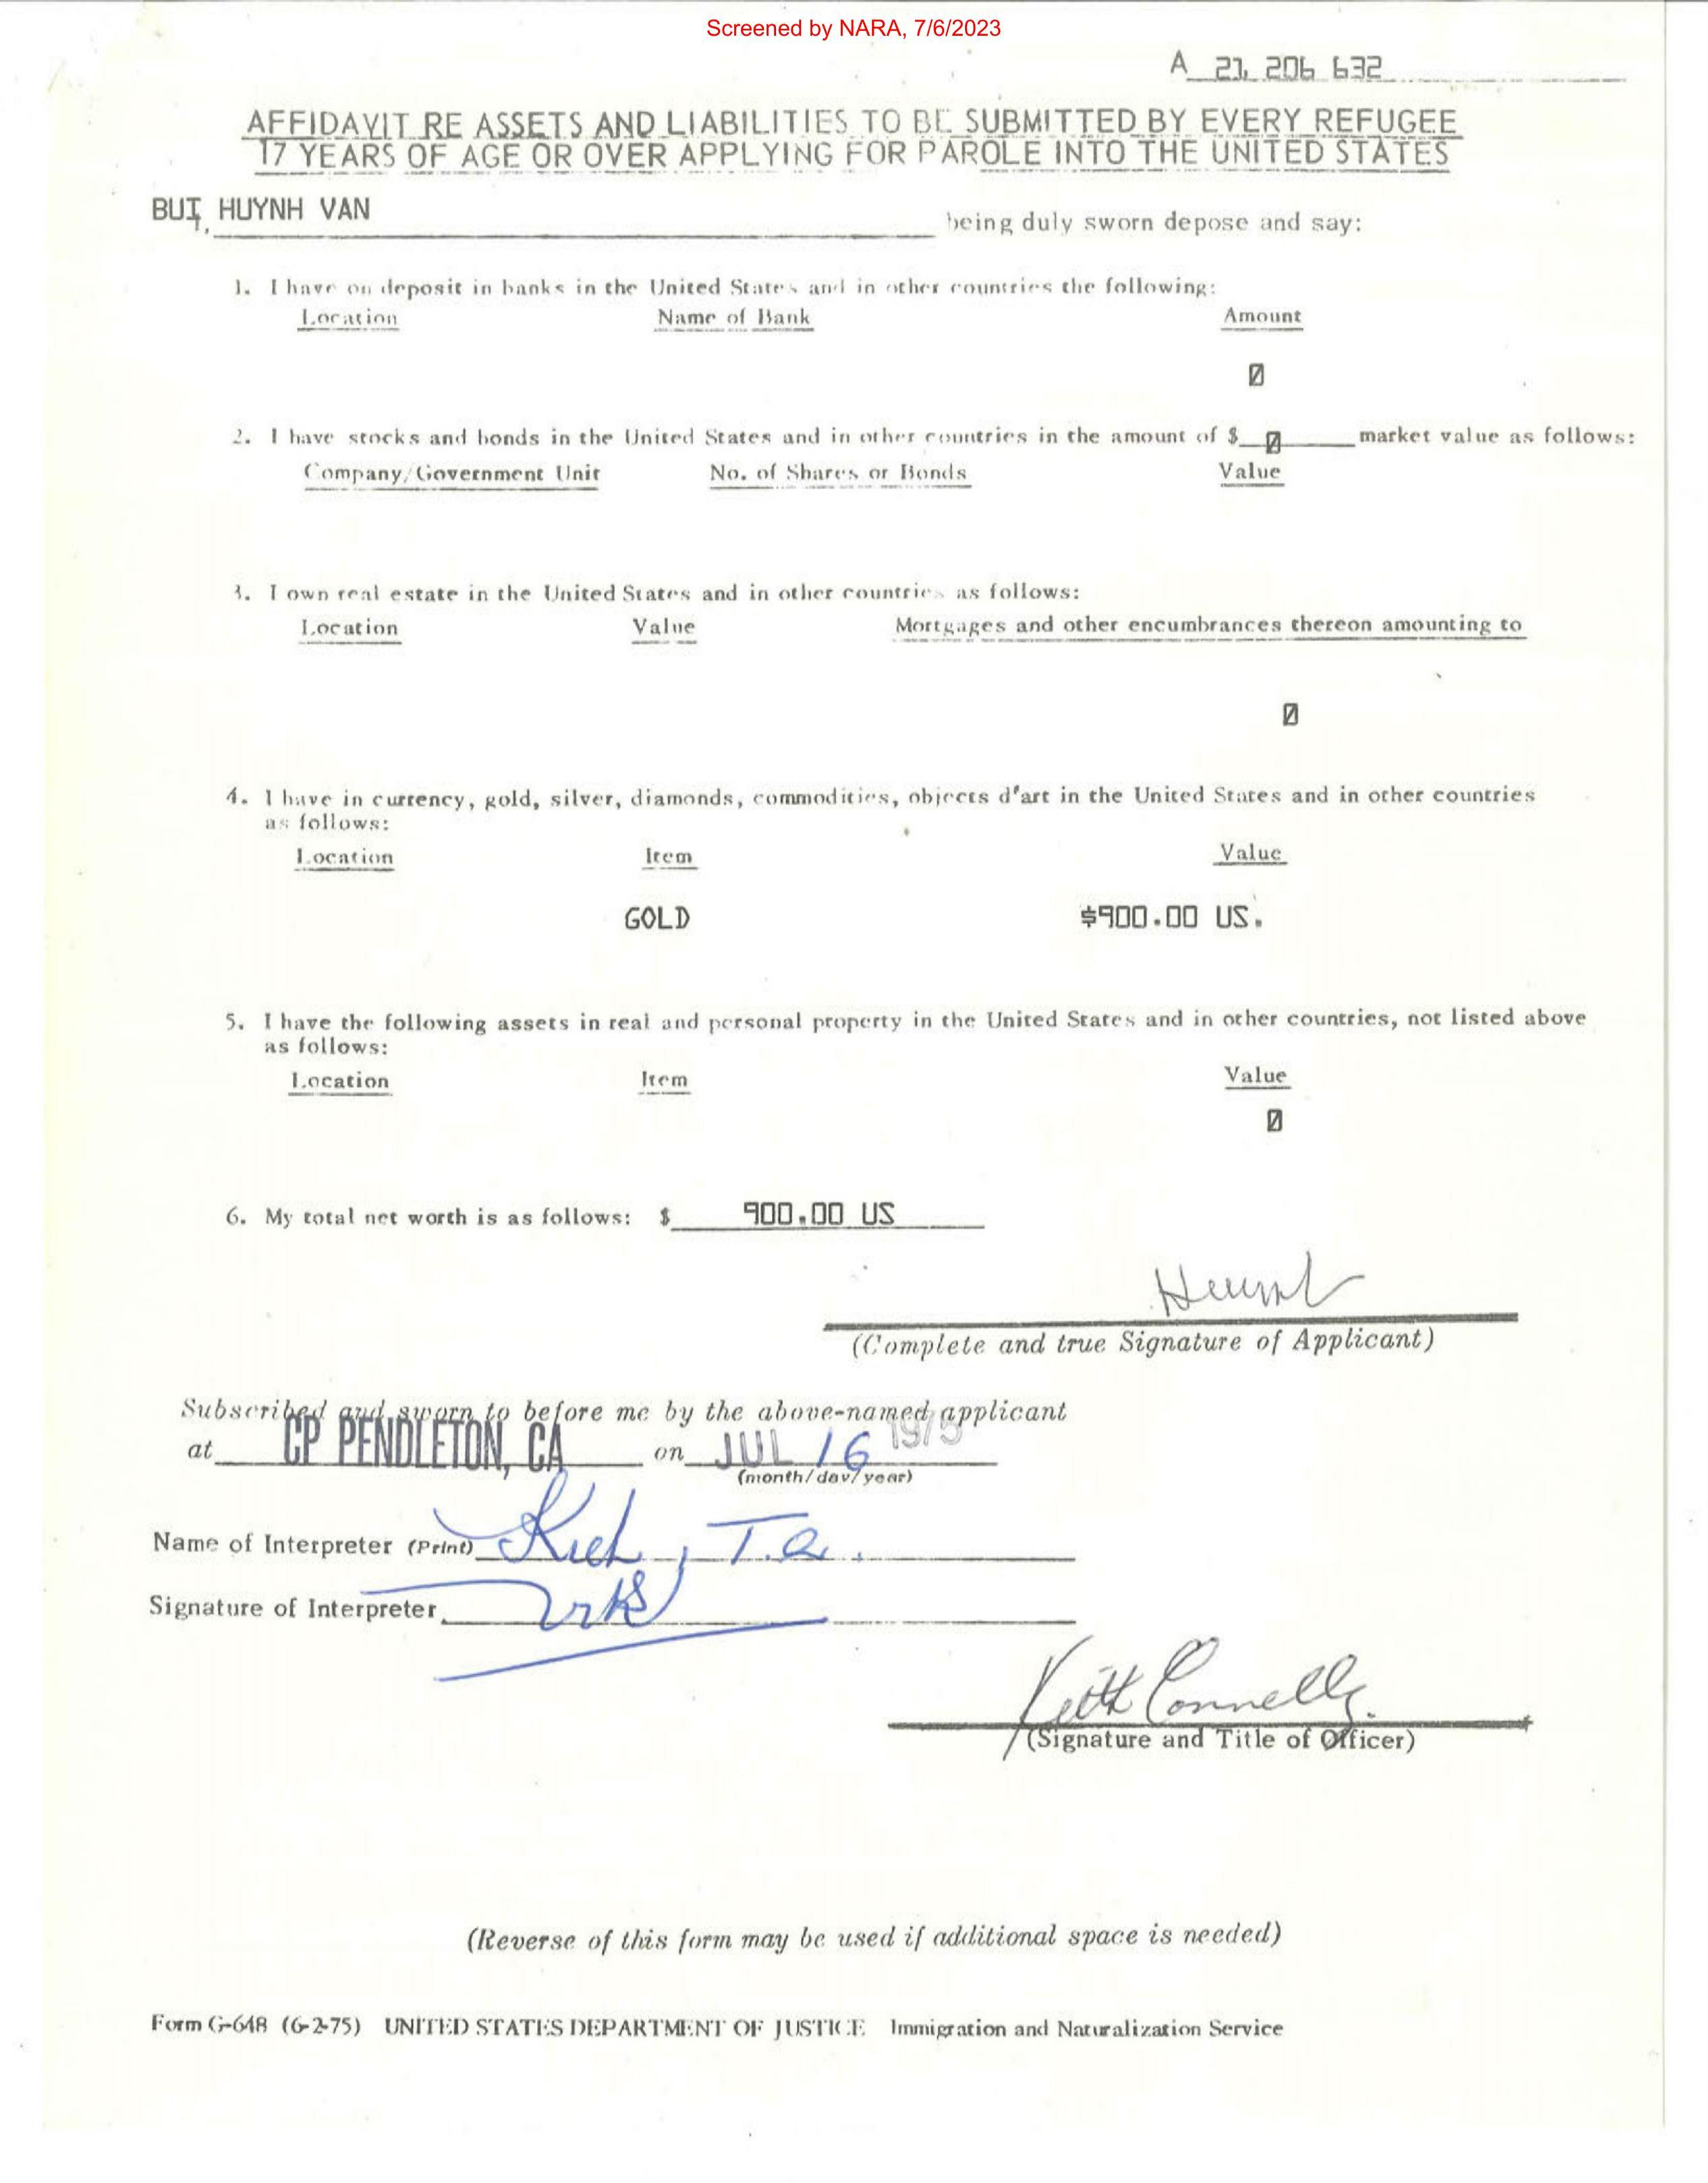 Screened by NARA, 7/6/2023
A 21 206 632
AFFIDAVIT RE ASSETS AND LIABILITIES TO BE SUBMITTED BY EVERY REFUGEE
17 YEARS OF AGE OR OVER APPLYING FOR PAROLE INTO THE UNITED STATES
BUI, HUYNH VAN being duly sworn depose and say:
1. I have on deposit in banks in the United States and in other countries the following:
Location Name of Bank Amount
0
2. I have stocks and bonds in the United States and in other countries in the amount of $ 0 market value as follows:
Company/Government Unit No. of Shares or Bonds Value
3. I own real estate in the United States and in other countries as follows:
Location Value Mortgages and other encumbrances thereon amounting to
0
4. I have in currency, gold, silver, diamonds, commodities, objects d'art in the United States and in other countries
as follows:
Location Item Value
GOLD $900.00 US.
5. I have the following assets in real and personal property in the United States and in other countries, not listed above
as follows:
Location Item Value
0
6. My total net worth is as follows: $ 900.00 US
(Complete and true Signature of Applicant)
Subscribed and sworn to before me by the above-named applicant
at CP PENDLETON, CA on JUL 16 1975
(month/day/year)
Name of Interpreter (Print)
Signature of Interpreter
Keith Connelly
(Signature and Title of Officer)
(Reverse of this form may be used if additional space is needed)
Form G-648 (6-2-75) UNITED STATES DEPARTMENT OF JUSTICE Immigration and Naturalization Service